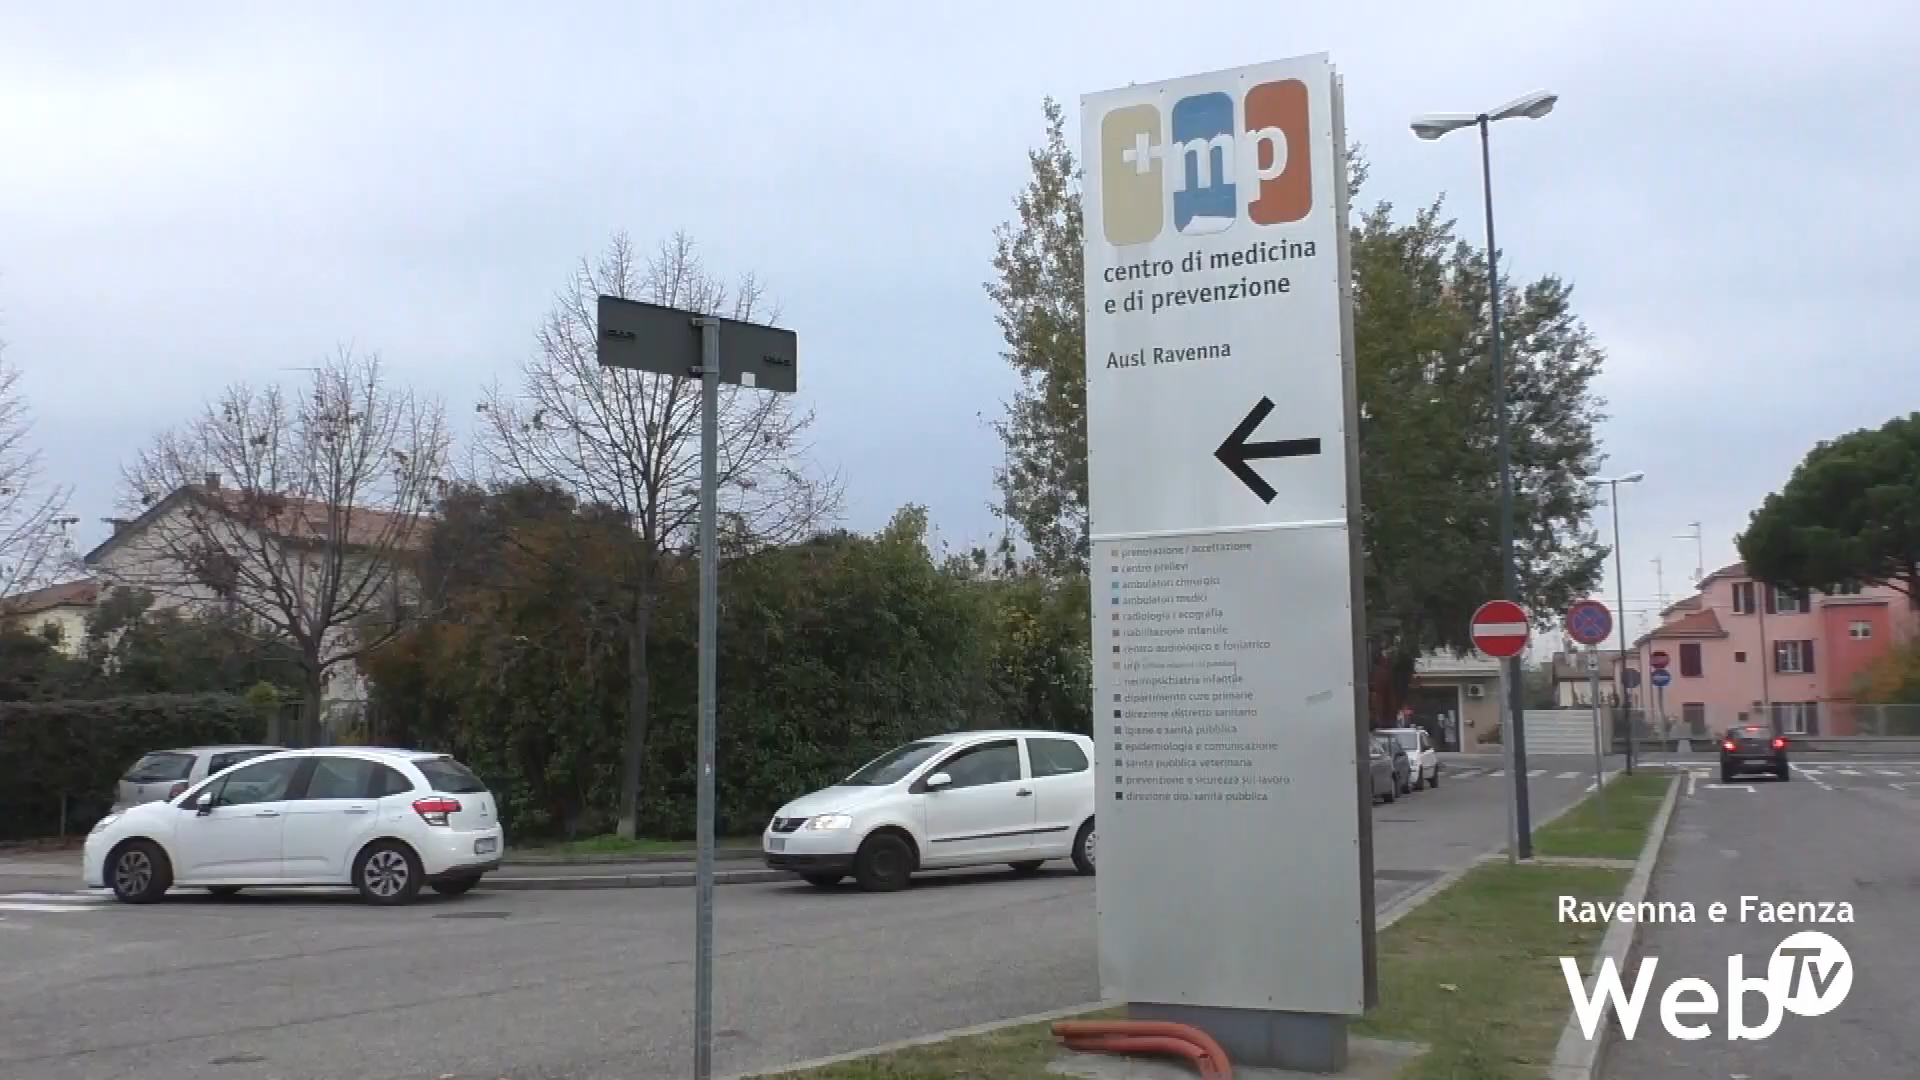 +mp
centro di medicina
e di prevenzione
Ausl Ravenna
prenotazione / accettazione
centro prelievi
ambulatori chirurgici
ambulatori medici
radiologia / ecografia
riabilitazione infantile
centro audiologico e foniatrico
urp
neuropsichiatria infantile
dipartimento cure primarie
direzione distretto sanitario
igiene e sanità pubblica
epidemiologia e comunicazione
sanità pubblica veterinaria
prevenzione e sicurezza sul lavoro
direzione dip. sanità pubblica
Ravenna e Faenza
WebTV